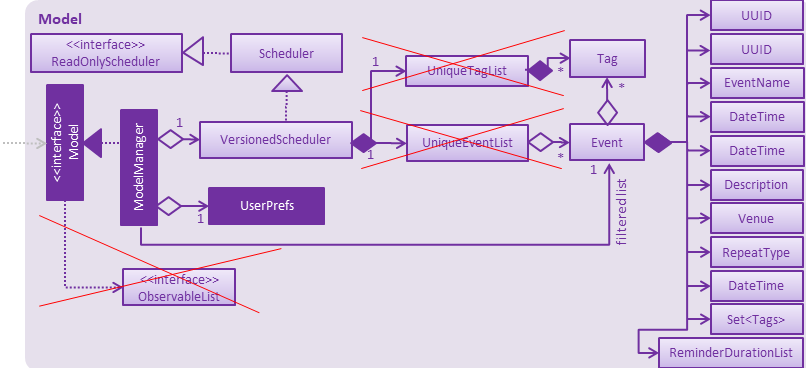 Model
<<interface>>
ReadOnlyScheduler
Scheduler
1
UniqueTagList
*
Tag
*
<<interface>>
Model
ModelManager
1
VersionedScheduler
1
UniqueEventList
*
Event
1
1
UserPrefs
filtered list
<<interface>>
ObservableList
UUID
UUID
EventName
DateTime
DateTime
Description
Venue
RepeatType
DateTime
Set<Tags>
ReminderDurationList